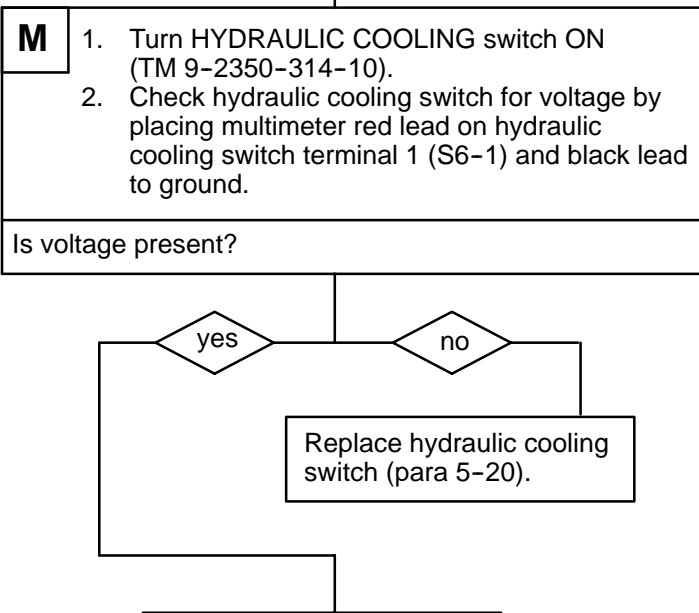 M
1. Turn HYDRAULIC COOLING switch ON
(TM 9-2350-314-10).
2. Check hydraulic cooling switch for voltage by
placing multimeter red lead on hydraulic
cooling switch terminal 1 (S6-1) and black lead
to ground.
Is voltage present?
yes
no
Replace hydraulic cooling
switch (para 5-20).